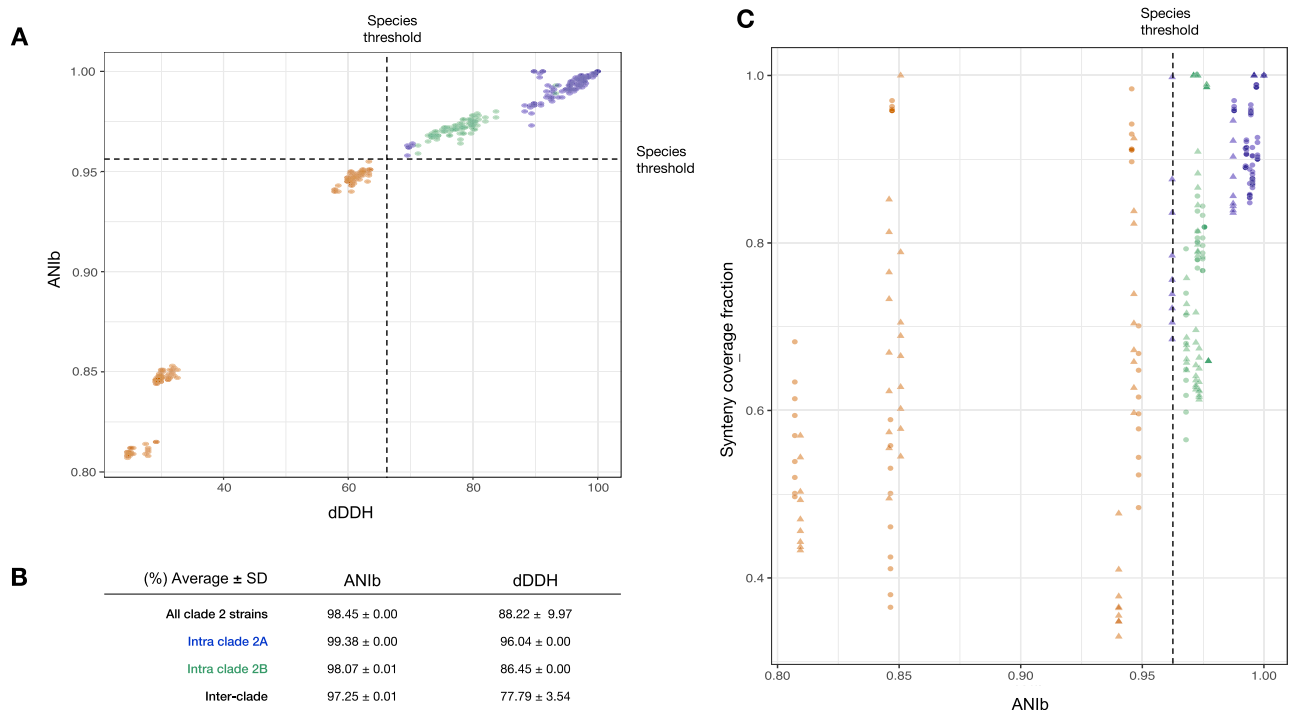 A
Species
threshold
1.00
0.95
0.90
0.85
0.80
ANIb
40
60
80
100
dDDH
Species
threshold
B
(%) Average ± SD ANIb dDDH
All clade 2 strains 98.45 ± 0.00 88.22 ± 9.97
Intra clade 2A 99.38 ± 0.00 96.04 ± 0.00
Intra clade 2B 98.07 ± 0.01 86.45 ± 0.00
Inter-clade 97.25 ± 0.01 77.79 ± 3.54
C
Species
threshold
1.0
0.8
0.6
0.4
Synteny coverage fraction
0.80
0.85
0.90
0.95
1.00
ANIb